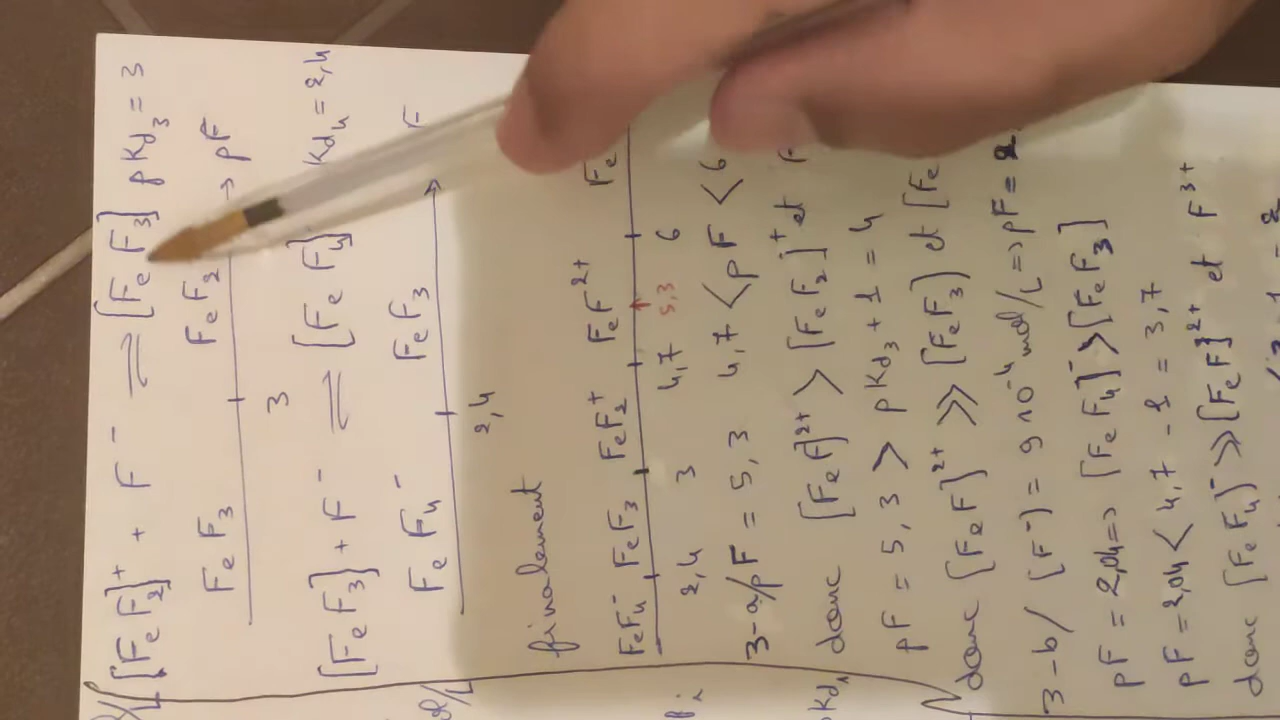 [FeF₂]⁺ + F⁻ ⇌ [FeF₃] pKd₃ = 3
FeF₃ FeF₂ → pF
3
[FeF₃] + F⁻ ⇌ [FeF₄] Kd₄ = 2,4
FeF₄⁻ FeF₃ F
2,4
finalement
FeF₄⁻ FeF₃ FeF₂⁺ FeF²⁺ Fe
2,4 3 4,7 5,3 6
3-a/ pF = 5,3 4,7 < pF < 6
donc [FeF]²⁺ > [FeF₂]⁺ et
pF = 5,3 > pKd₃ + 1 = 4
donc [FeF]²⁺ >> [FeF₃] et [Fe
3-b/ [F⁻] = 9 10⁻⁴ mol/L => pF = 2
pF = 2,04 => [FeF₄]⁻ > [FeF₃]
pF = 2,04 < 4,7 - 1 = 3,7
donc [FeF₄]⁻ >> [FeF]²⁺ et F³⁺